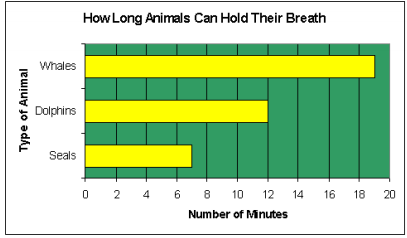 How Long Animals Can Hold Their Breath
Type of Animal
Whales
Dolphins
Seals
0 2 4 6 8 10 12 14 16 18 20
Number of Minutes